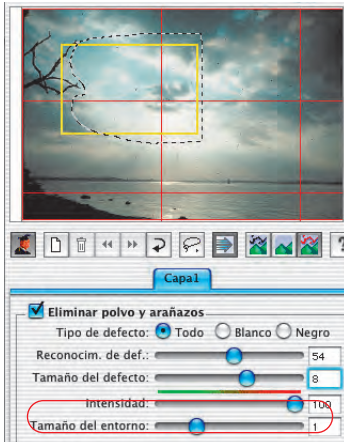 ?
Capa1
Eliminar polvo y arañazos
Tipo de defecto: Todo Blanco Negro
Reconocim. de def.: 54
Tamaño del defecto: 8
Intensidad: 100
Tamaño del entorno: 1